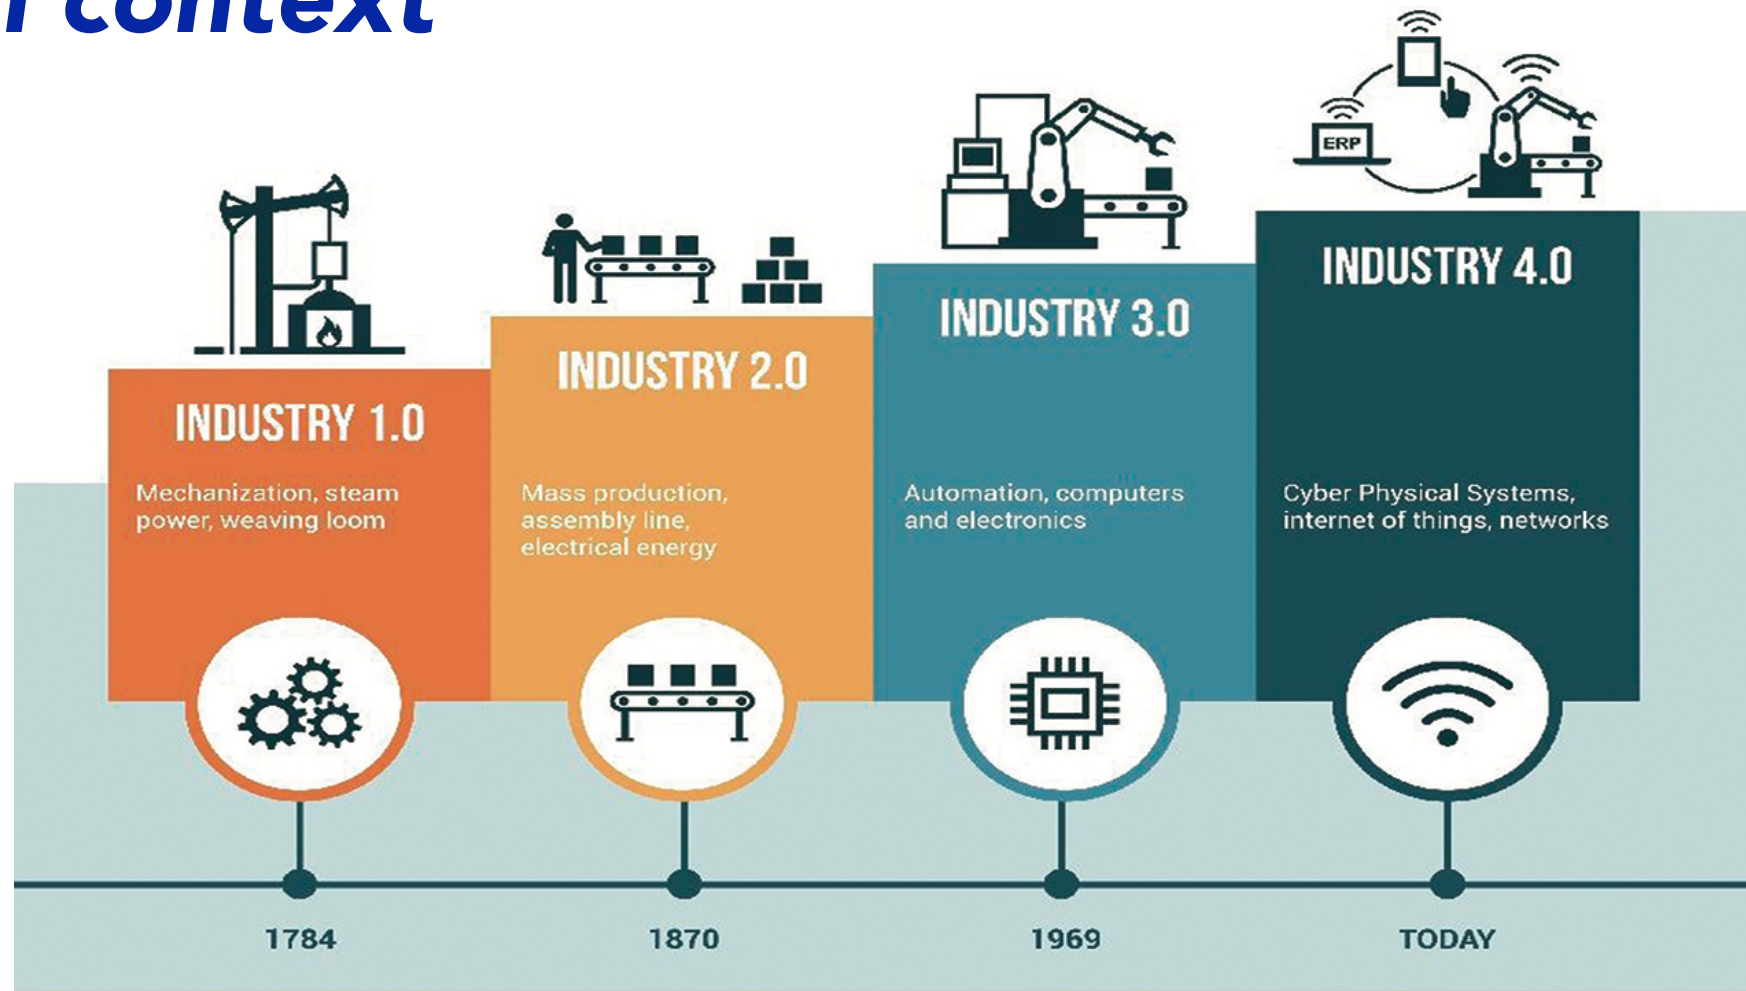 context
ERP
INDUSTRY 1.0
Mechanization, steam
power, weaving loom
INDUSTRY 2.0
Mass production,
assembly line,
electrical energy
INDUSTRY 3.0
Automation, computers
and electronics
INDUSTRY 4.0
Cyber Physical Systems,
internet of things, networks
1784
1870
1969
TODAY